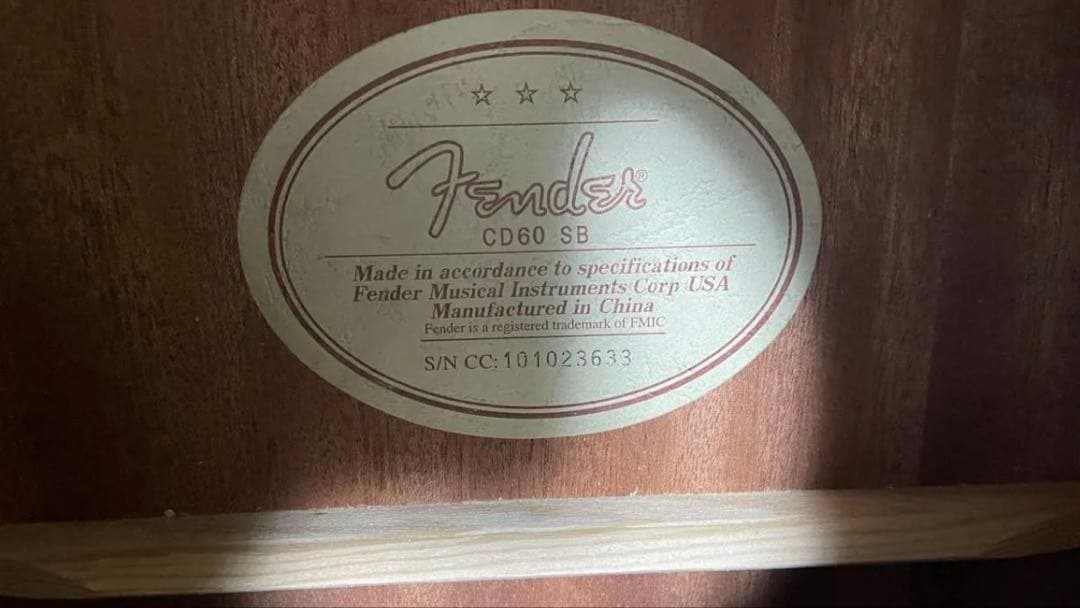 Fender®
CD60 SB
Made in accordance to specifications of
Fender Musical Instruments Corp USA
Manufactured in China
Fender is a registered trademark of FMIC
S/N CC: 101023633